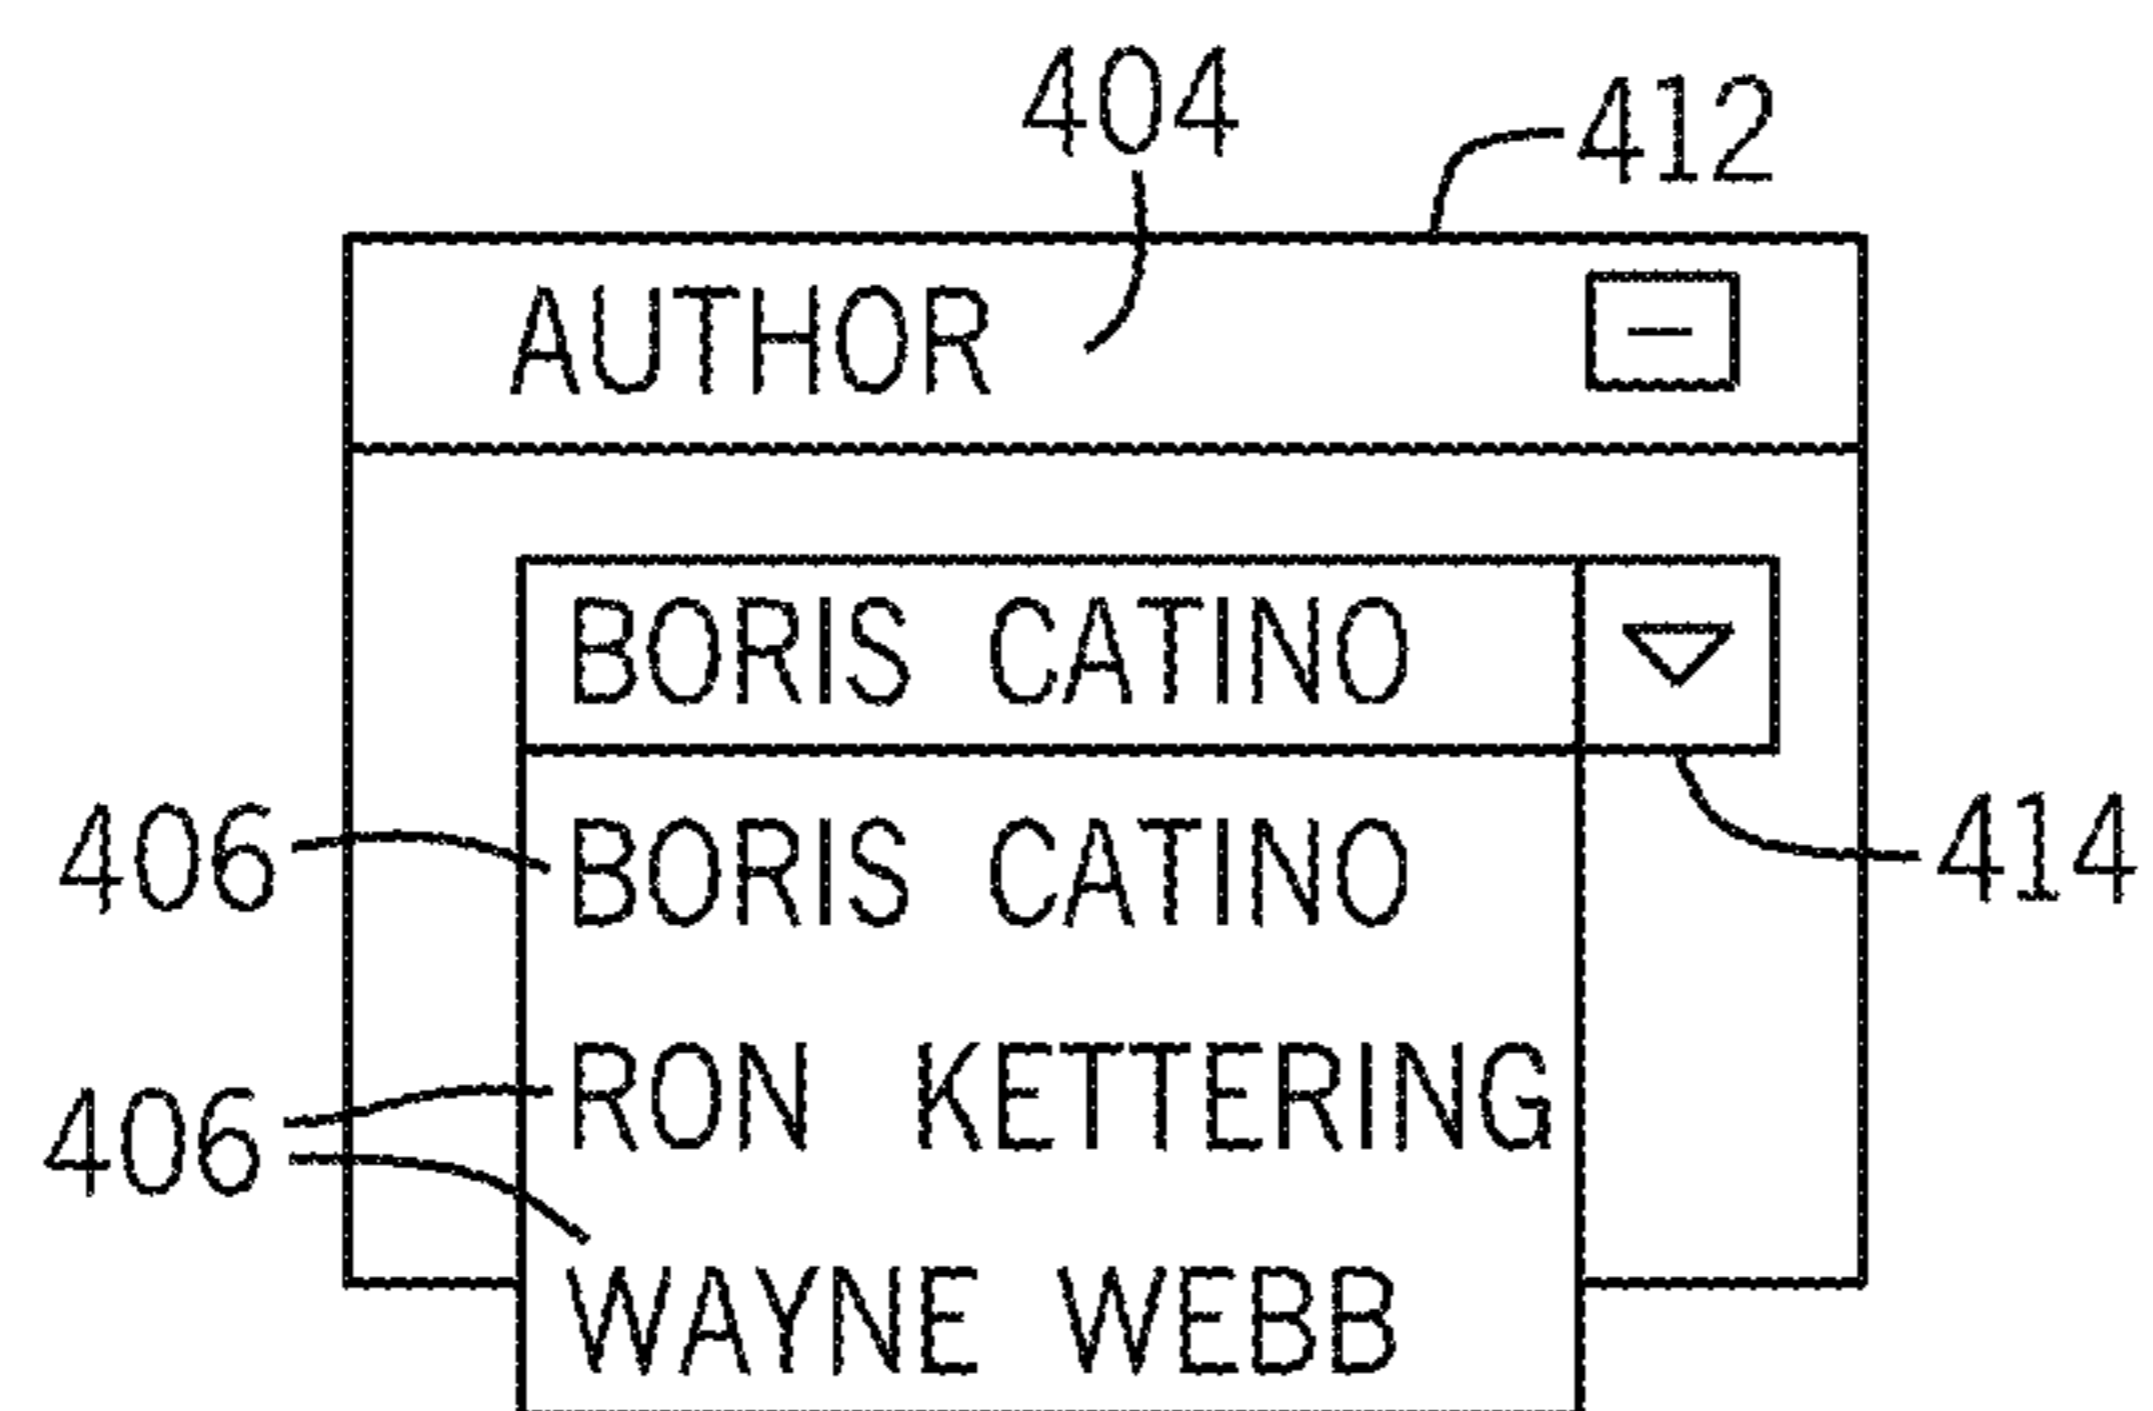 404
412
AUTHOR
BORIS CATINO
406
BORIS CATINO
414
RON KETTERING
406
WAYNE WEBB